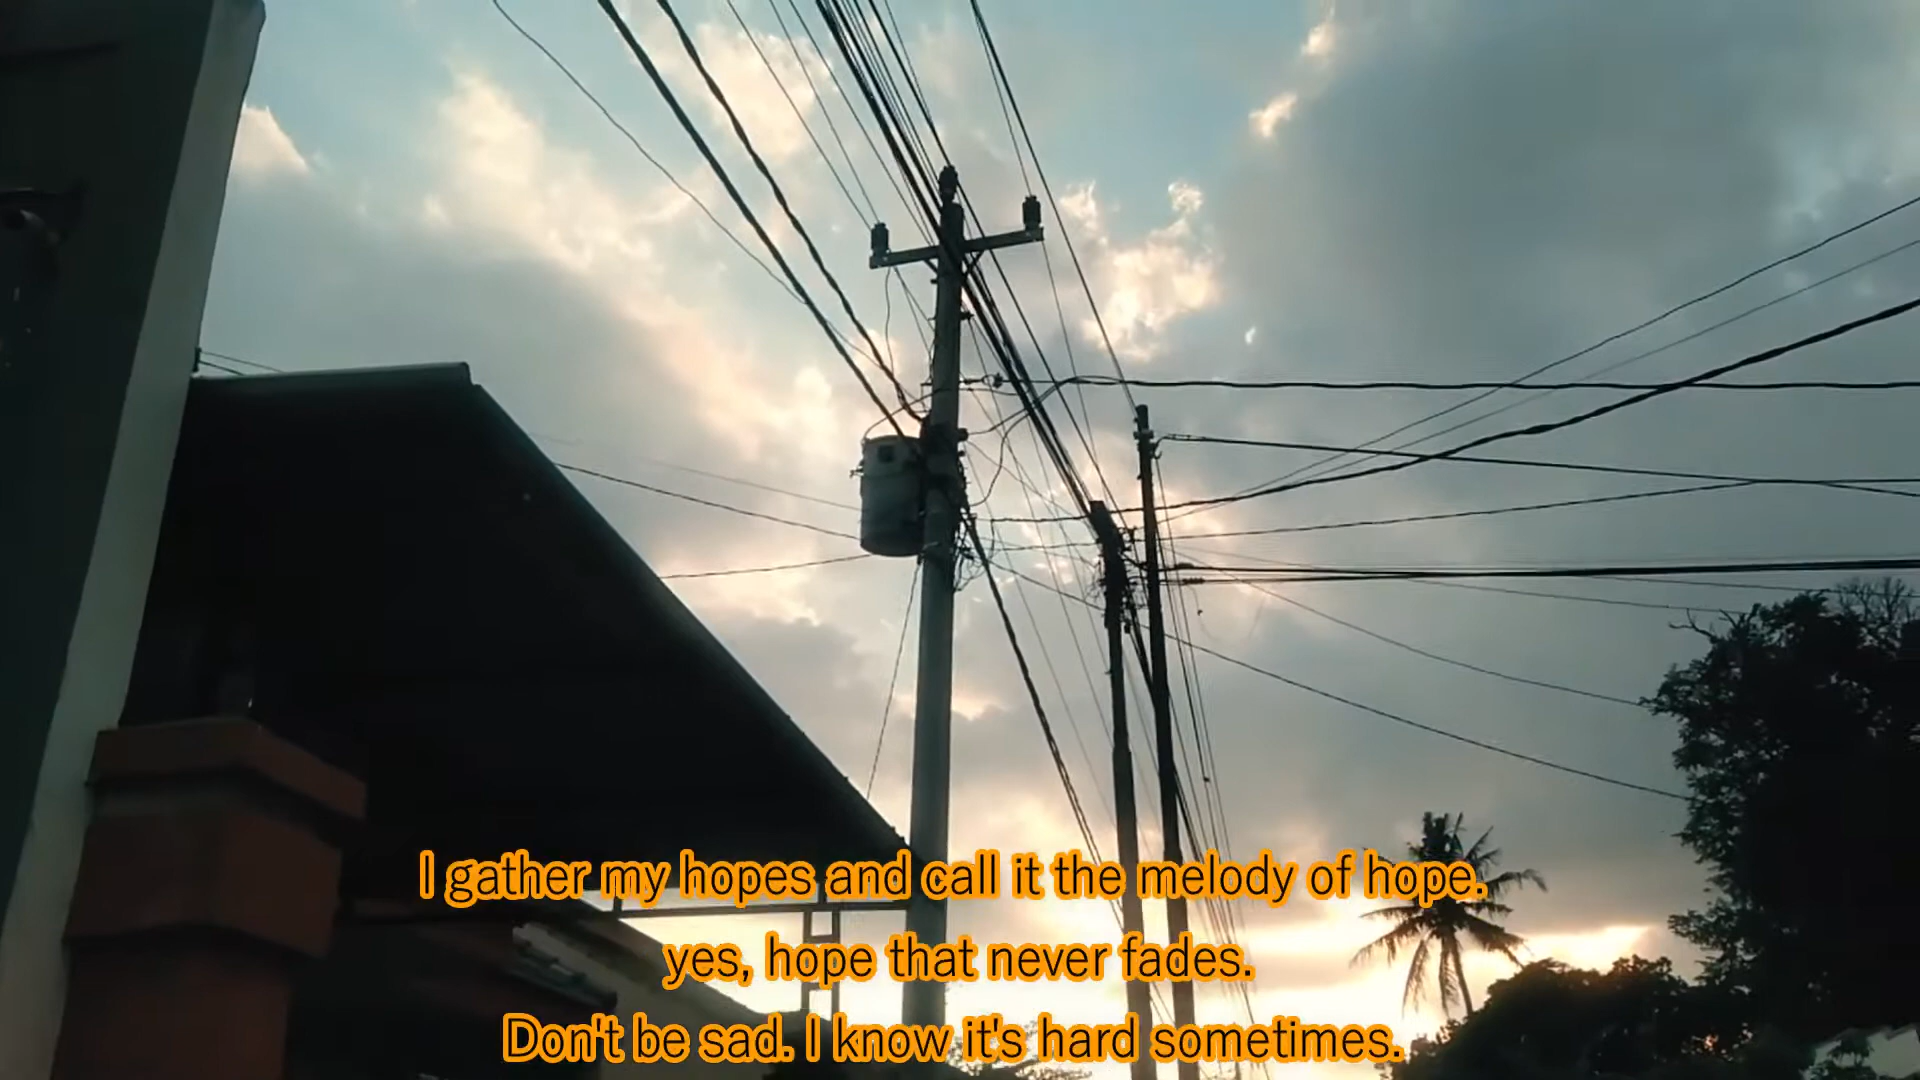 I gather my hopes and call it the melody of hope.
yes, hope that never fades.
Don't be sad. I know it's hard sometimes.